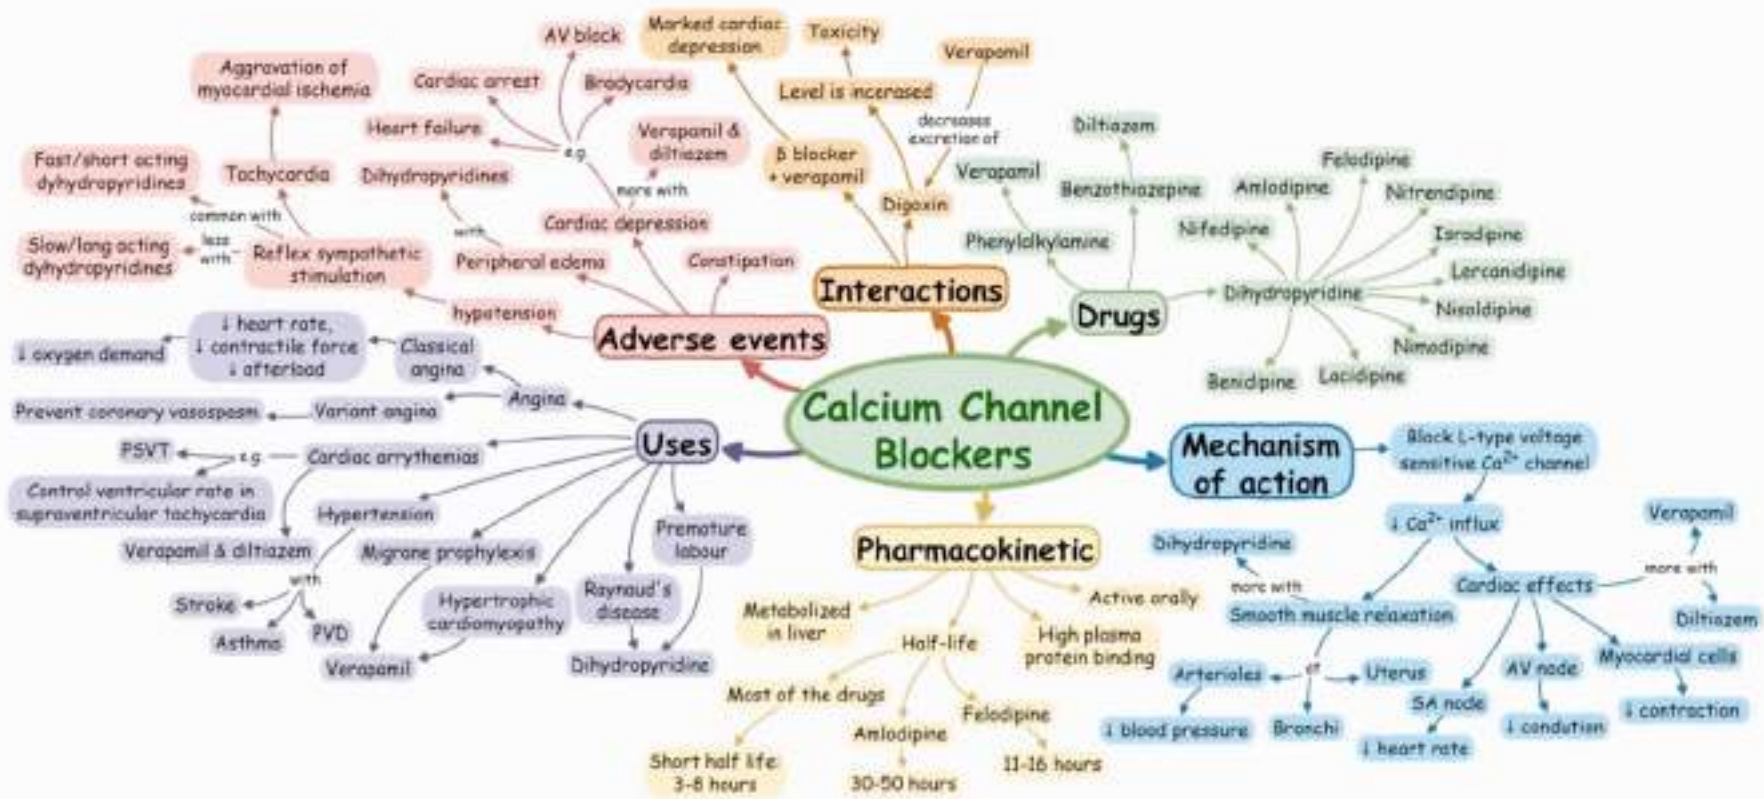 Calcium Channel
Blockers
Adverse events
hypotension
Reflex sympathetic
stimulation
common with
Fast/short acting
dyhydropyridines
less
with
Slow/long acting
dyhydropyridines
Tachycardia
Aggravation of
myocardial ischemia
Peripheral edema
with
Dihydropyridines
Cardiac depression
more with
Verapamil &
diltiazem
e.g.
Heart failure
Cardiac arrest
AV block
Bradycardia
Constipation
Interactions
β blocker
+ verapamil
Marked cardiac
depression
Digoxin
Level is incerased
Toxicity
Verapamil
decreases
excretion of
Drugs
Phenylalkylamine
Verapamil
Benzothiazepine
Diltiazem
Dihydropyridine
Nifedipine
Amlodipine
Felodipine
Nitrendipine
Isradipine
Lercanidipine
Nisoldipine
Nimodipine
Lacidipine
Benidipine
Mechanism
of action
Block L-type voltage
sensitive Ca²⁺ channel
↓ Ca²⁺ influx
Smooth muscle relaxation
more with
Dihydropyridine
of
Arterioles
↓ blood pressure
Bronchi
Uterus
Cardiac effects
more with
Verapamil
Diltiazem
SA node
↓ heart rate
AV node
↓ condution
Myocardial cells
↓ contraction
Pharmacokinetic
Metabolized
in liver
Half-life
Most of the drugs
Short half life
3-8 hours
Amlodipine
30-50 hours
Felodipine
11-16 hours
High plasma
protein binding
Active orally
Uses
Angina
Classical
angina
↓ heart rate,
↓ contractile force
↓ afterload
↓ oxygen demand
Variant angina
Prevent coronary vasospasm
Cardiac arrythemias
e.g
PSVT
Control ventricular rate in
supraventricular tachycardia
Verapamil & diltiazem
Hypertension
with
Stroke
Asthma
PVD
Migrane prophylexis
Verapamil
Hypertrophic
cardiomyopathy
Raynaud's
disease
Premature
labour
Dihydropyridine